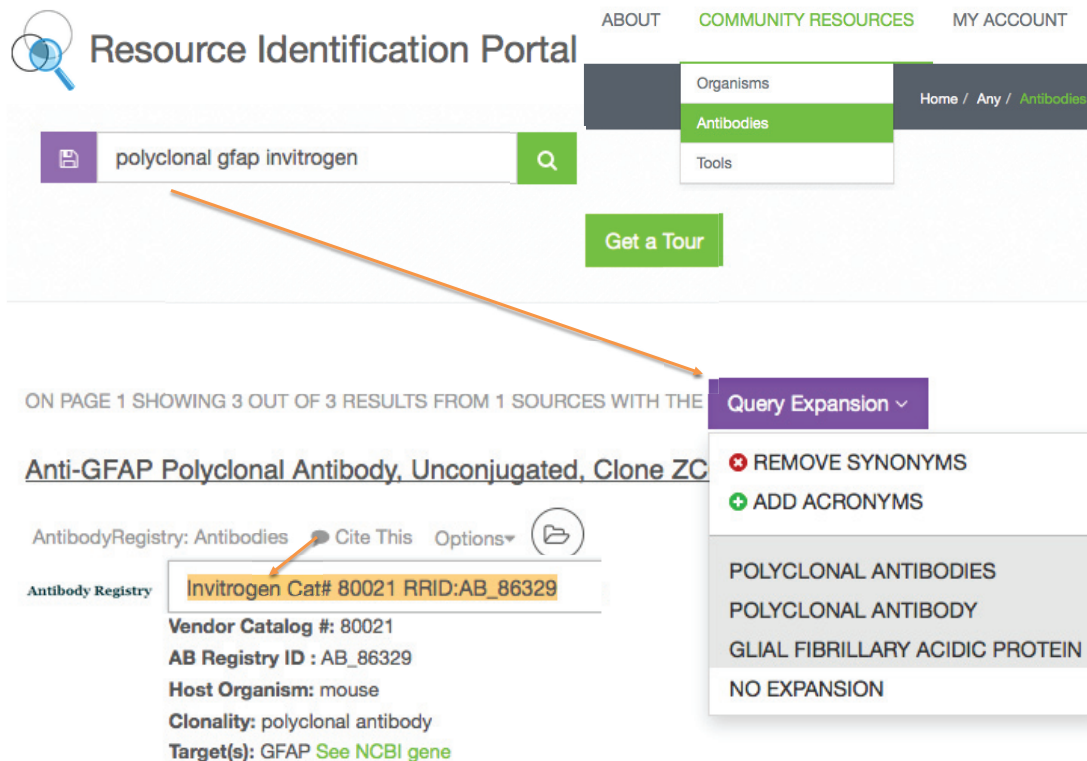 ABOUT COMMUNITY RESOURCES MY ACCOUNT
Resource Identification Portal
Organisms
Home / Any / Antibodies
Antibodies
Tools
polyclonal gfap invitrogen
Get a Tour
ON PAGE 1 SHOWING 3 OUT OF 3 RESULTS FROM 1 SOURCES WITH THE
Query Expansion
Anti-GFAP Polyclonal Antibody, Unconjugated, Clone ZC
REMOVE SYNONYMS
ADD ACRONYMS
AntibodyRegistry: Antibodies Cite This Options
Antibody Registry
Invitrogen Cat# 80021 RRID:AB_86329
Vendor Catalog #: 80021
AB Registry ID : AB_86329
Host Organism: mouse
Clonality: polyclonal antibody
Target(s): GFAP See NCBI gene
POLYCLONAL ANTIBODIES
POLYCLONAL ANTIBODY
GLIAL FIBRILLARY ACIDIC PROTEIN
NO EXPANSION